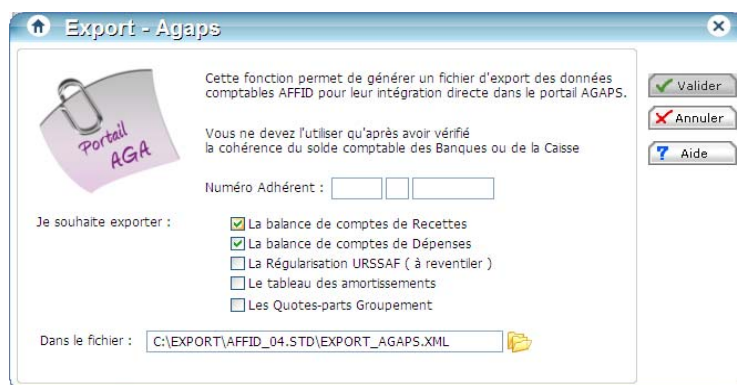 Export - Agaps
Cette fonction permet de générer un fichier d'export des données
comptables AFFID pour leur intégration directe dans le portail AGAPS.
Portail
AGA
Vous ne devez l'utiliser qu'après avoir vérifié
la cohérence du solde comptable des Banques ou de la Caisse
Numéro Adhérent :
Je souhaite exporter :
La balance de comptes de Recettes
La balance de comptes de Dépenses
La Régularisation URSSAF ( à reventiler )
Le tableau des amortissements
Les Quotes-parts Groupement
Dans le fichier : C:\EXPORT\AFFID_04.STD\EXPORT_AGAPS.XML
Valider
Annuler
? Aide